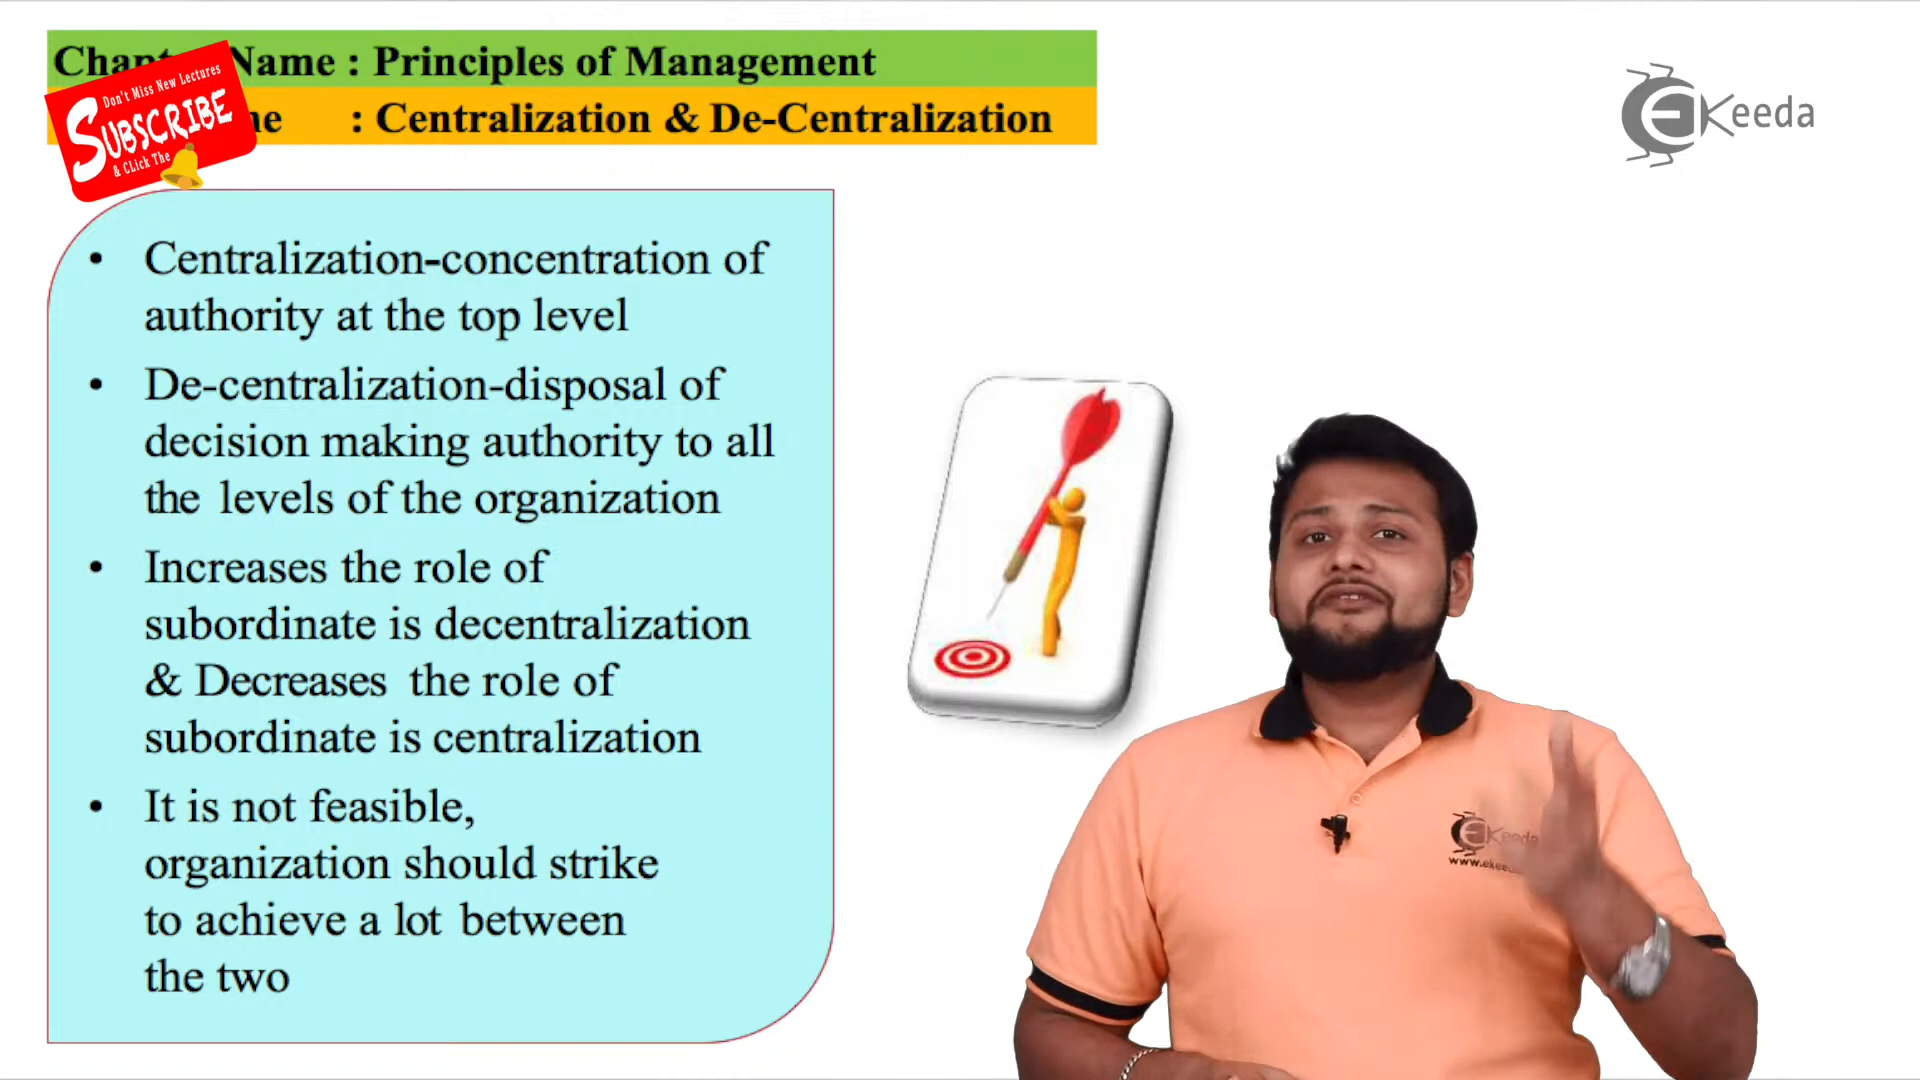 Chapt Name : Principles of Management
me : Centralization & De-Centralization
Don't Miss New Lectures
SUBSCRIBE
& CLick The
Keeda
• Centralization-concentration of
authority at the top level
• De-centralization-disposal of
decision making authority to all
the levels of the organization
• Increases the role of
subordinate is decentralization
& Decreases the role of
subordinate is centralization
• It is not feasible,
organization should strike
to achieve a lot between
the two
Keeda